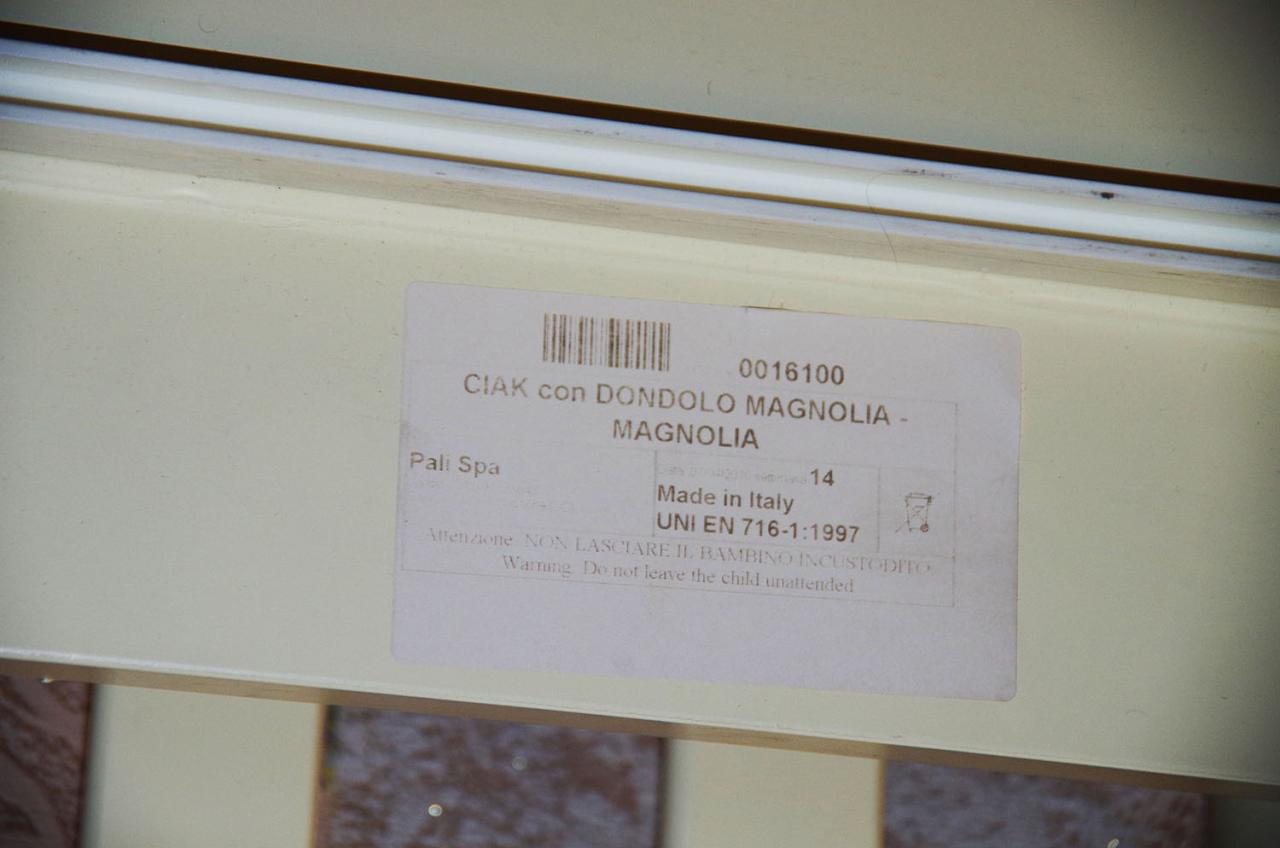 0016100
CIAK con DONDOLO MAGNOLIA -
MAGNOLIA
Pali Spa
14
Made in Italy
UNI EN 716-1:1997
Attenzione: NON LASCIARE IL BAMBINO INCUSTODITO
Warning: Do not leave the child unattended